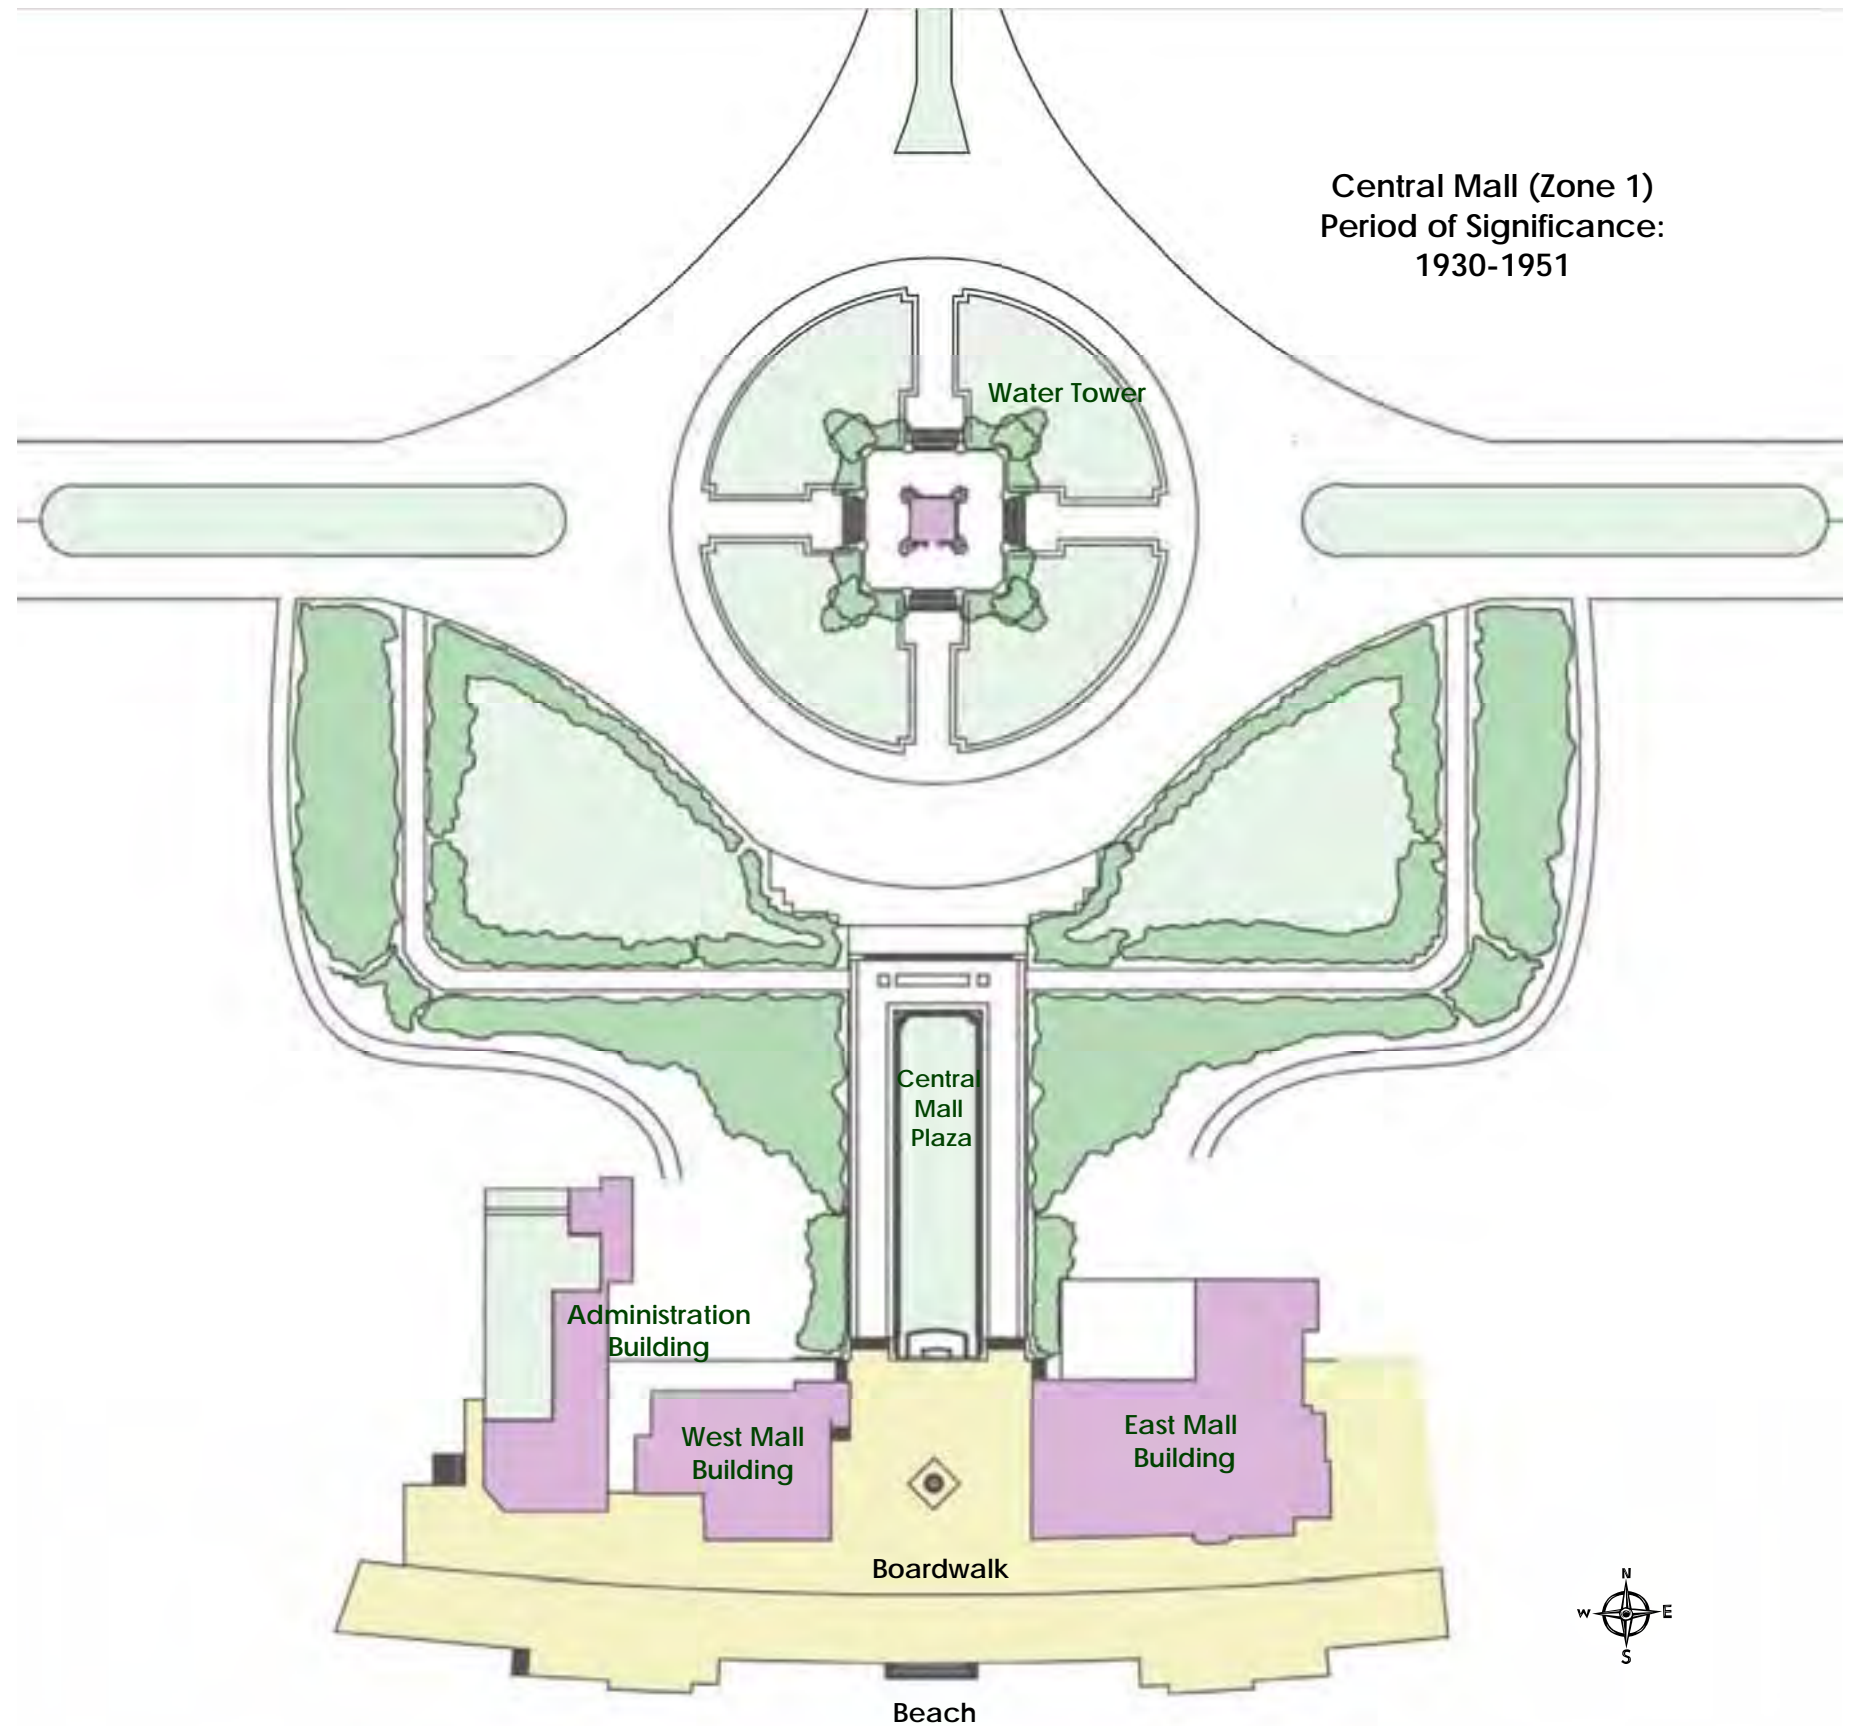 Central Mall (Zone 1)
Period of Significance:
1930-1951
Water Tower
Central
Mall
Plaza
Administration
Building
West Mall
Building
East Mall
Building
Boardwalk
N
W E
S
Beach